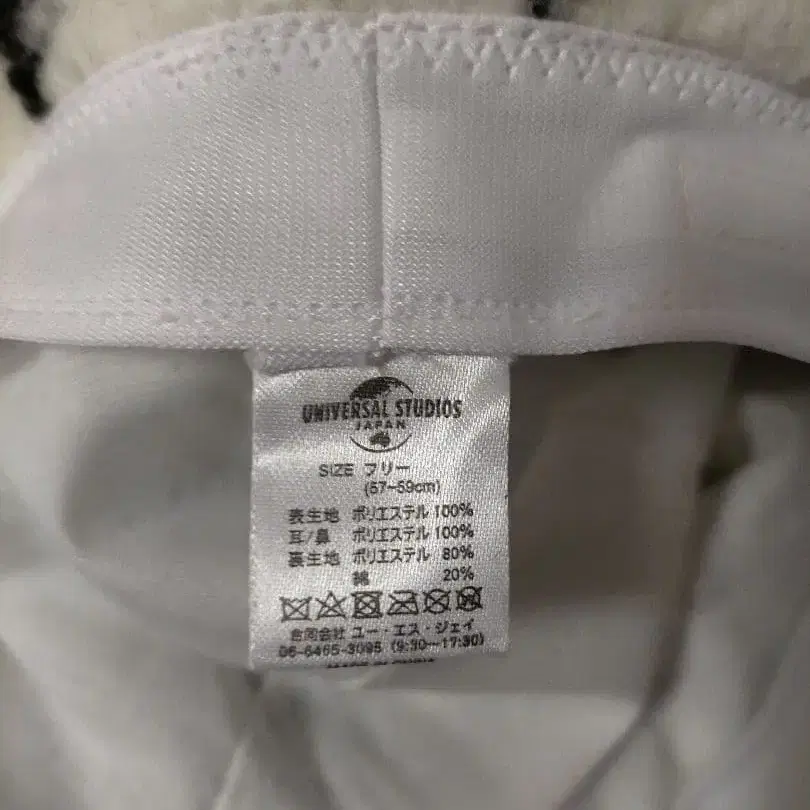 UNIVERSAL STUDIOS
JAPAN
SIZE フリー
(57~59cm)
表生地 ポリエステル 100%
耳/鼻 ポリエステル 100%
裏生地 ポリエステル 80%
綿 20%
合同会社 ユー・エス・ジェイ
06-6465-3095 (9:30~17:30)
MADE IN CHINA